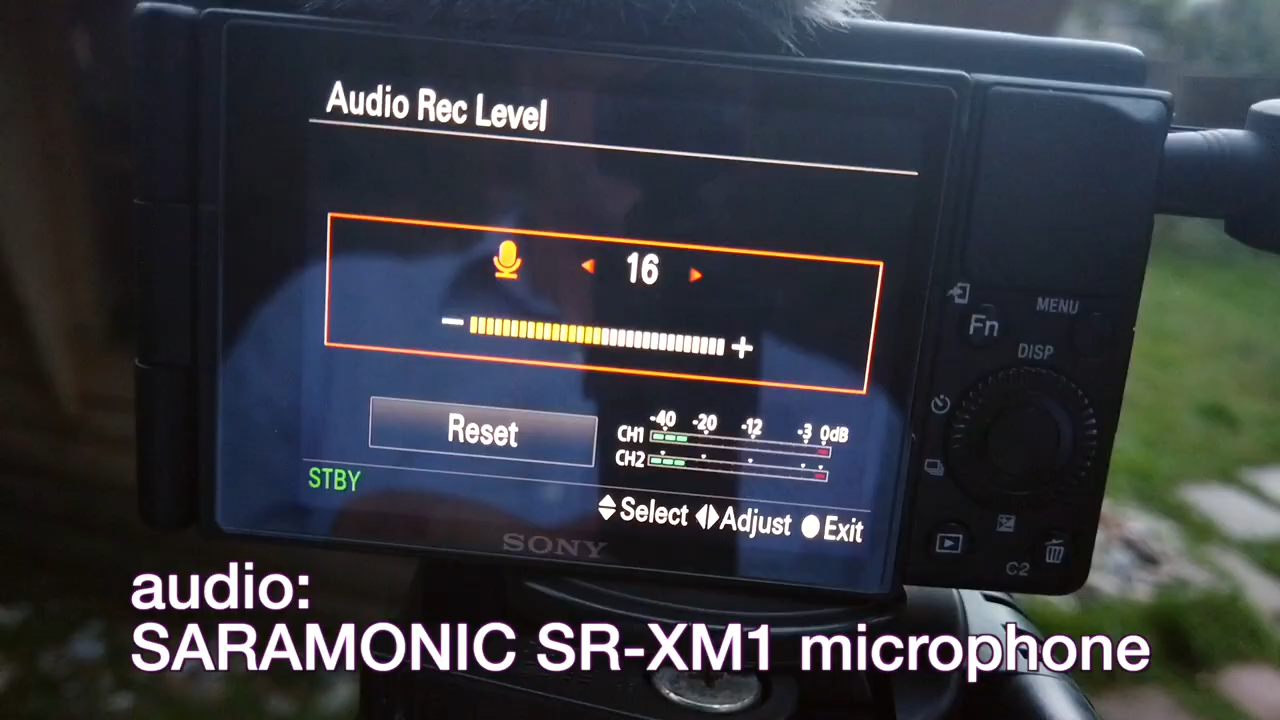 Audio Rec Level
16
Reset
-40 -20 -12 -3 0dB
CH1
CH2
STBY
Select Adjust Exit
SONY
MENU
Fn
DISP
C2
audio:
SARAMONIC SR-XM1 microphone